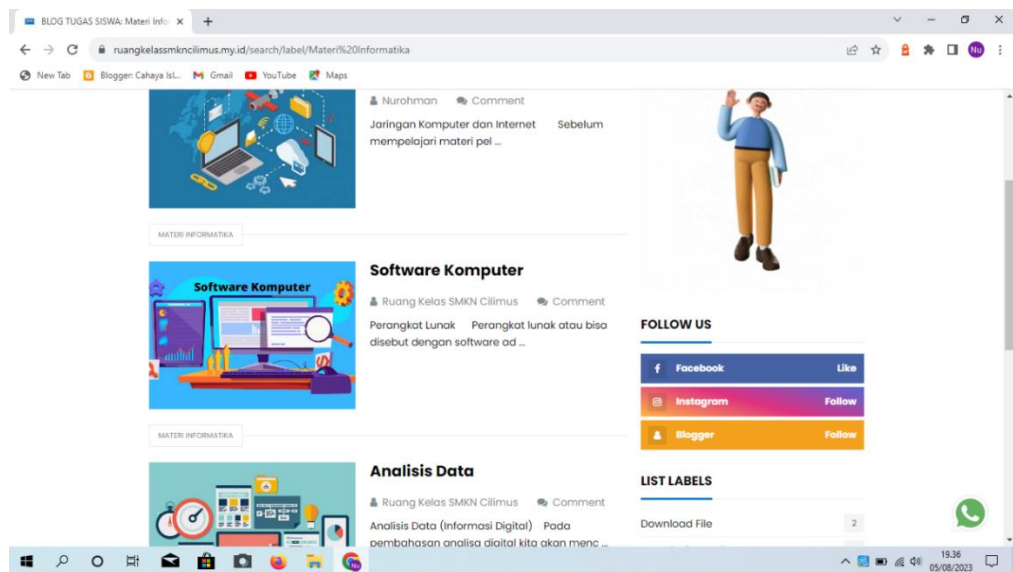 BLOG TUGAS SISWA: Materi Infor
ruangkelassmkncilimus.my.id/search/label/Materi%20Informatika
Nu
New Tab
Blogger: Cahaya Isl...
Gmail
YouTube
Maps
Nurohman Comment
Jaringan Komputer dan Internet Sebelum
mempelajari materi pel ...
MATERI INFORMATIKA
Software Komputer
Software Komputer
Ruang Kelas SMKN Cilimus Comment
Perangkat Lunak Perangkat lunak atau bisa
disebut dengan software ad ...
MATERI INFORMATIKA
Analisis Data
Ruang Kelas SMKN Cilimus Comment
Analisis Data (Informasi Digital) Pada
pembahasan analisa digital kita akan menc ...
FOLLOW US
Facebook Like
Instagram Follow
Blogger Follow
LIST LABELS
Download File 2
19.36
05/08/2023